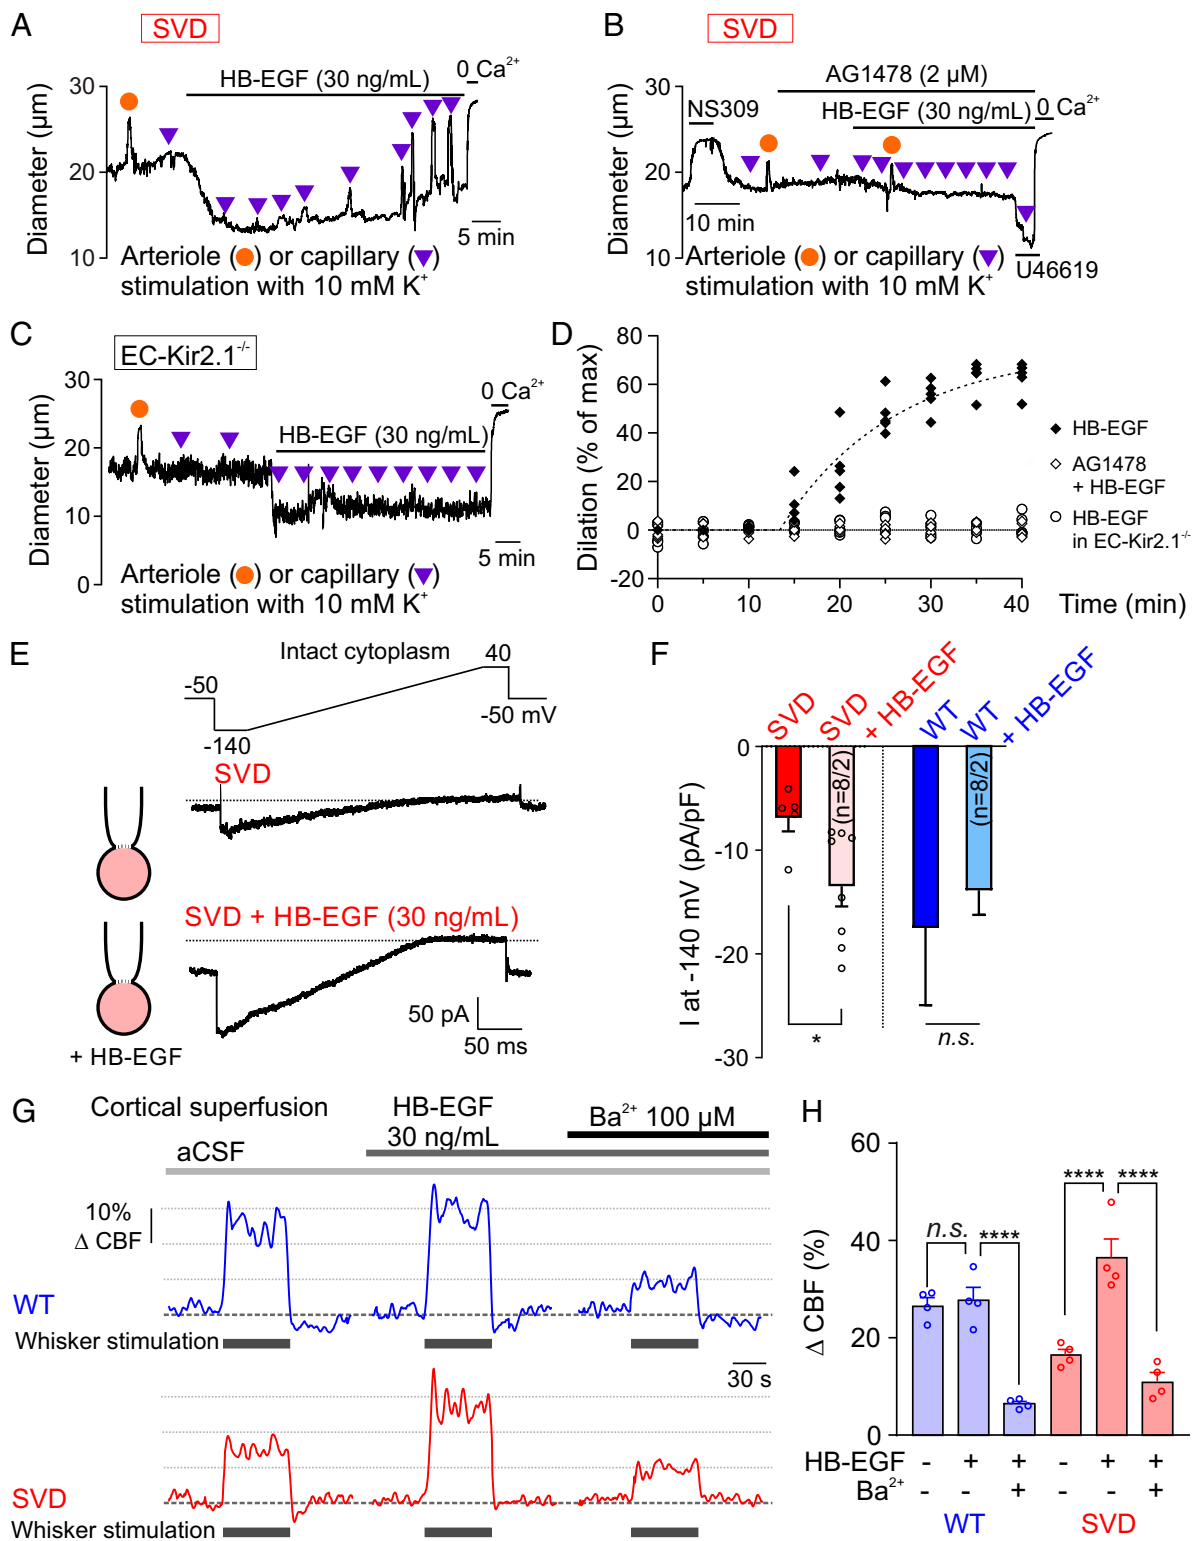 A
SVD
HB-EGF (30 ng/mL)
0 Ca²⁺
Diameter (µm)
30
20
10
5 min
Arteriole (●) or capillary (▼)
stimulation with 10 mM K⁺
B
SVD
AG1478 (2 µM)
NS309
HB-EGF (30 ng/mL)
0 Ca²⁺
Diameter (µm)
30
20
10
10 min
U46619
Arteriole (●) or capillary (▼)
stimulation with 10 mM K⁺
C
EC-Kir2.1⁻/⁻
HB-EGF (30 ng/mL)
0 Ca²⁺
Diameter (µm)
30
20
10
0
5 min
Arteriole (●) or capillary (▼)
stimulation with 10 mM K⁺
D
Dilation (% of max)
80
60
40
20
0
-20
0 10 20 30 40
Time (min)
HB-EGF
AG1478
+ HB-EGF
HB-EGF
in EC-Kir2.1⁻/⁻
E
Intact cytoplasm
-50
40
-50 mV
-140
SVD
SVD + HB-EGF (30 ng/mL)
50 pA
50 ms
+ HB-EGF
F
SVD
SVD
+ HB-EGF
WT
WT
+ HB-EGF
I at -140 mV (pA/pF)
0
-10
-20
-30
(n=8/2)
(n=8/2)
*
n.s.
G
Cortical superfusion
HB-EGF
30 ng/mL
Ba²⁺ 100 µM
aCSF
10%
Δ CBF
WT
Whisker stimulation
30 s
SVD
Whisker stimulation
H
Δ CBF (%)
60
40
20
0
n.s.
****
****
****
HB-EGF - + + - + +
Ba²⁺ - - + - - +
WT SVD